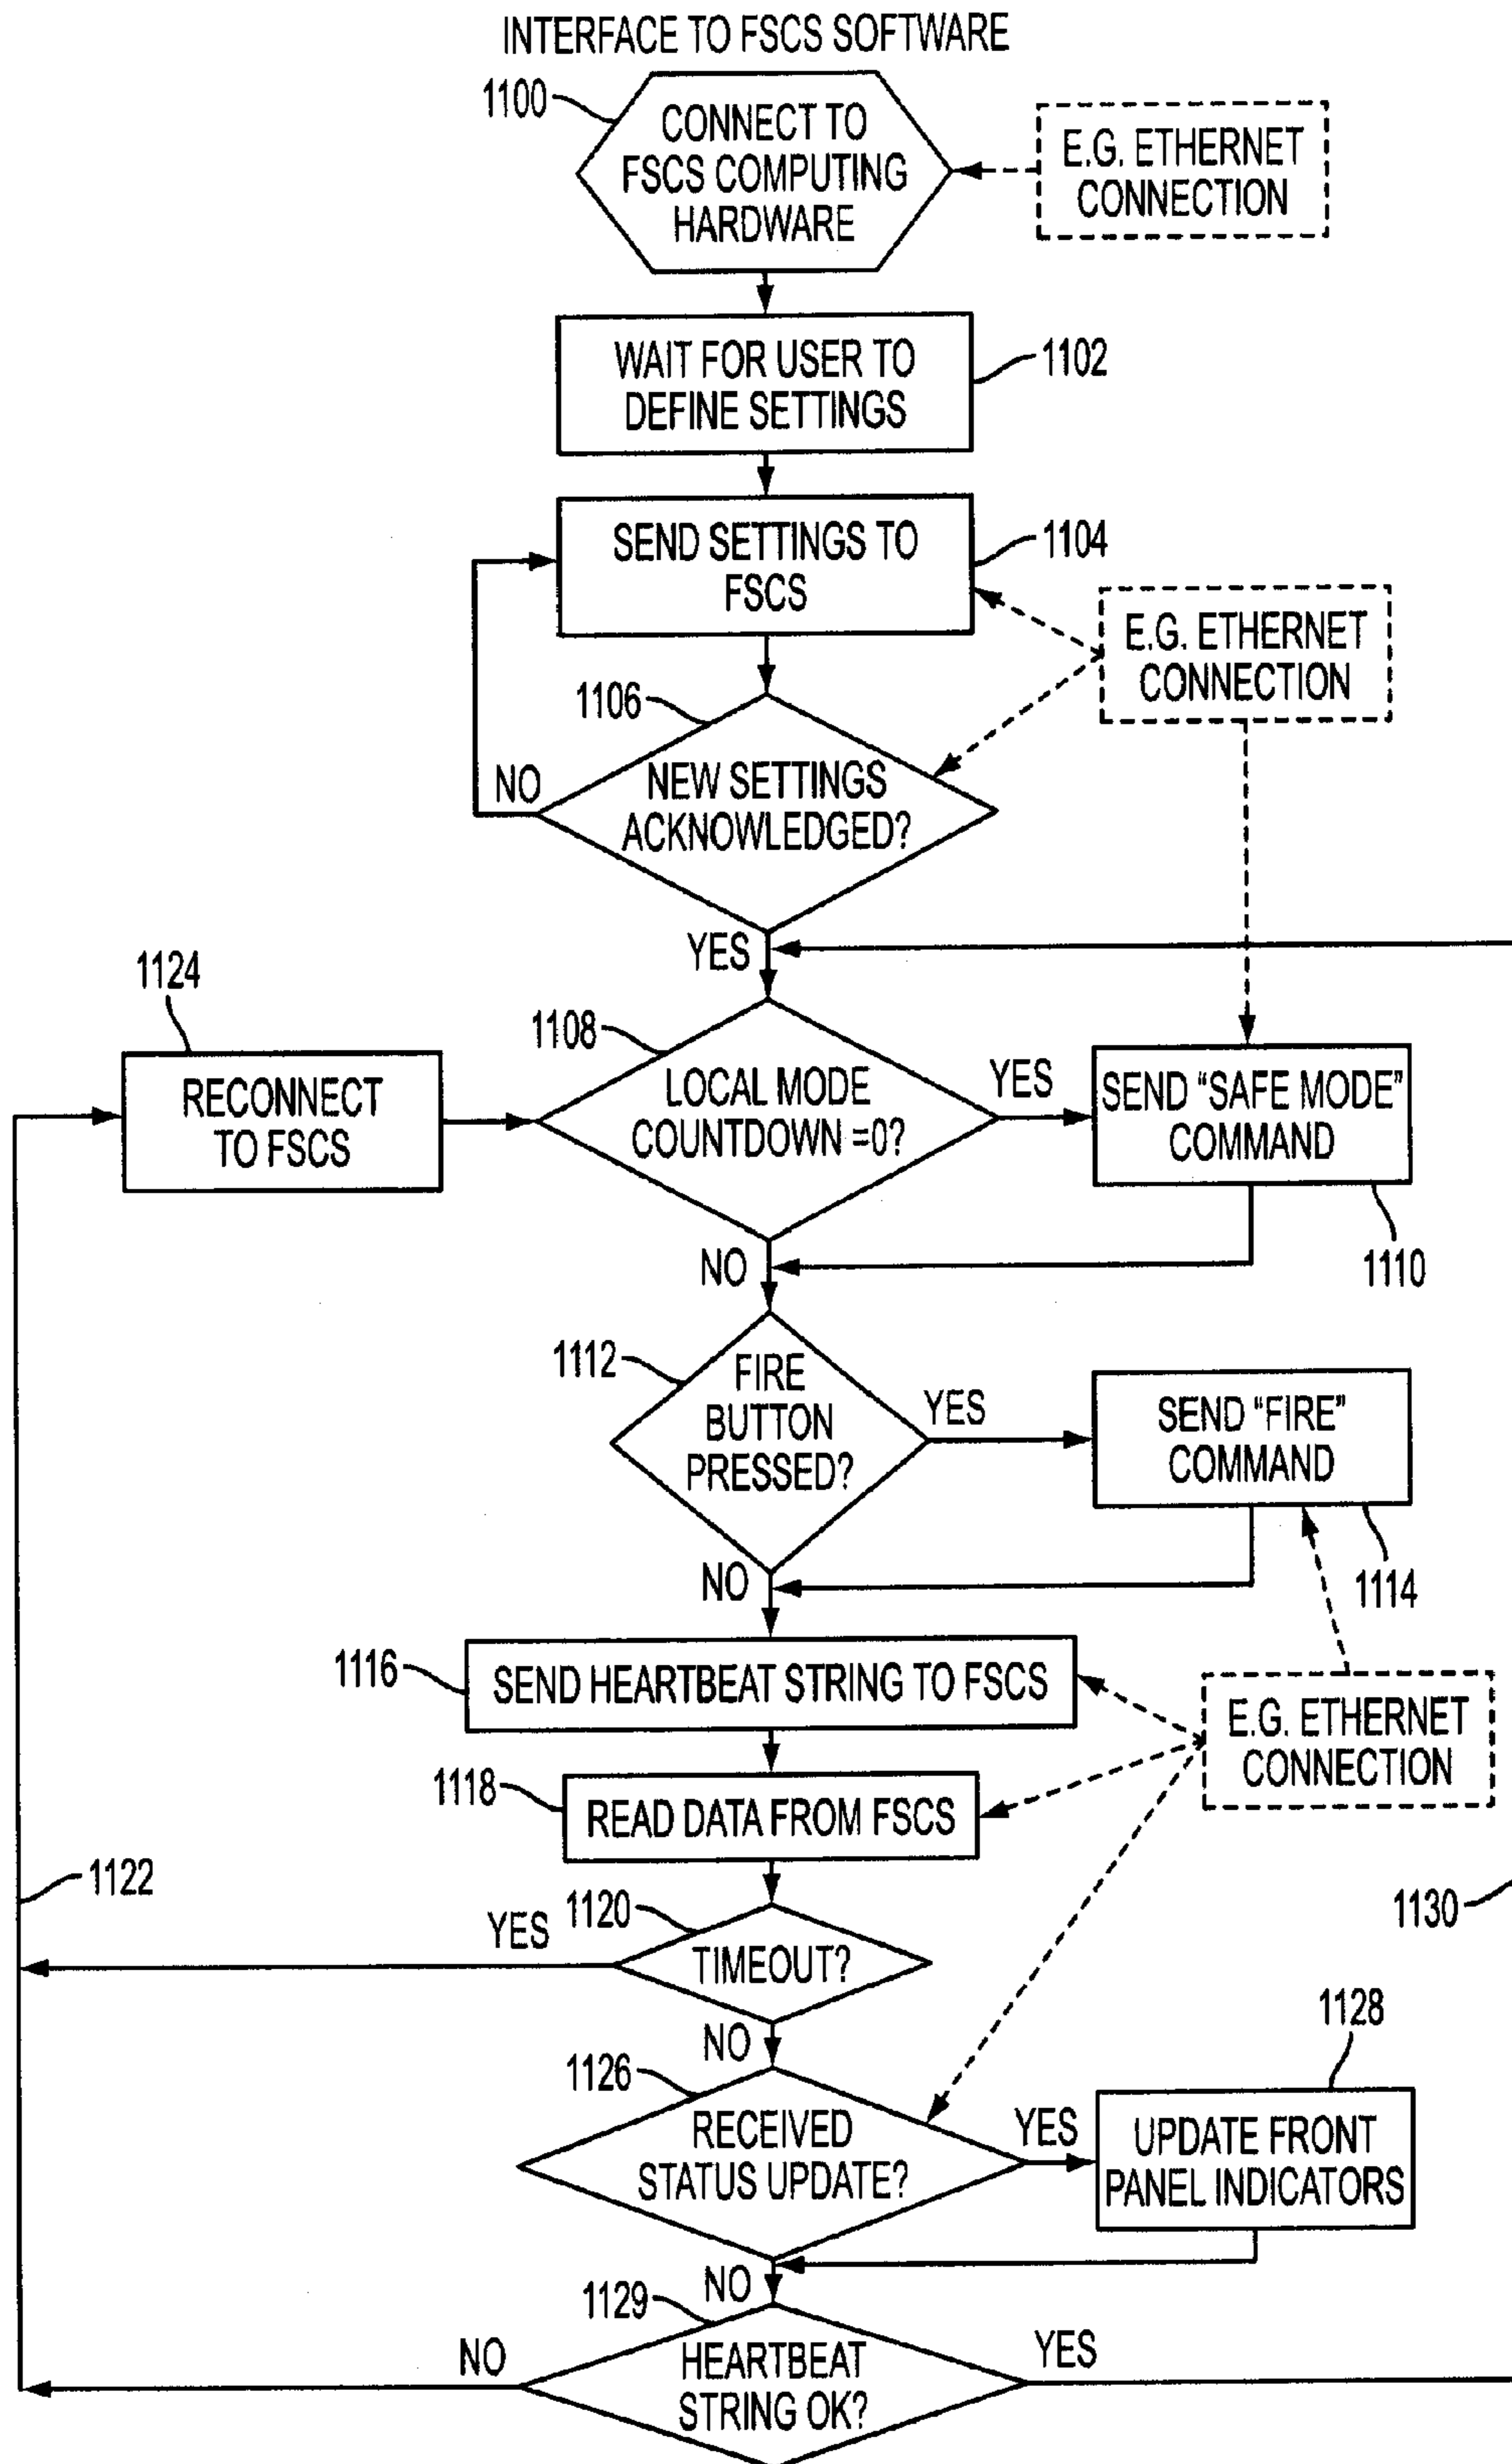 INTERFACE TO FSCS SOFTWARE
1100
CONNECT TO
FSCS COMPUTING
HARDWARE
E.G. ETHERNET
CONNECTION
WAIT FOR USER TO
DEFINE SETTINGS
1102
SEND SETTINGS TO
FSCS
1104
E.G. ETHERNET
CONNECTION
1106
NEW SETTINGS
ACKNOWLEDGED?
NO
YES
1124
RECONNECT
TO FSCS
1108
LOCAL MODE
COUNTDOWN =0?
YES
SEND “SAFE MODE”
COMMAND
1110
NO
1112
FIRE
BUTTON
PRESSED?
YES
SEND “FIRE”
COMMAND
1114
NO
1116
SEND HEARTBEAT STRING TO FSCS
E.G. ETHERNET
CONNECTION
1118
READ DATA FROM FSCS
1122
1120
YES
TIMEOUT?
1130
NO
1126
RECEIVED
STATUS UPDATE?
YES
1128
UPDATE FRONT
PANEL INDICATORS
NO
1129
NO
HEARTBEAT
STRING OK?
YES